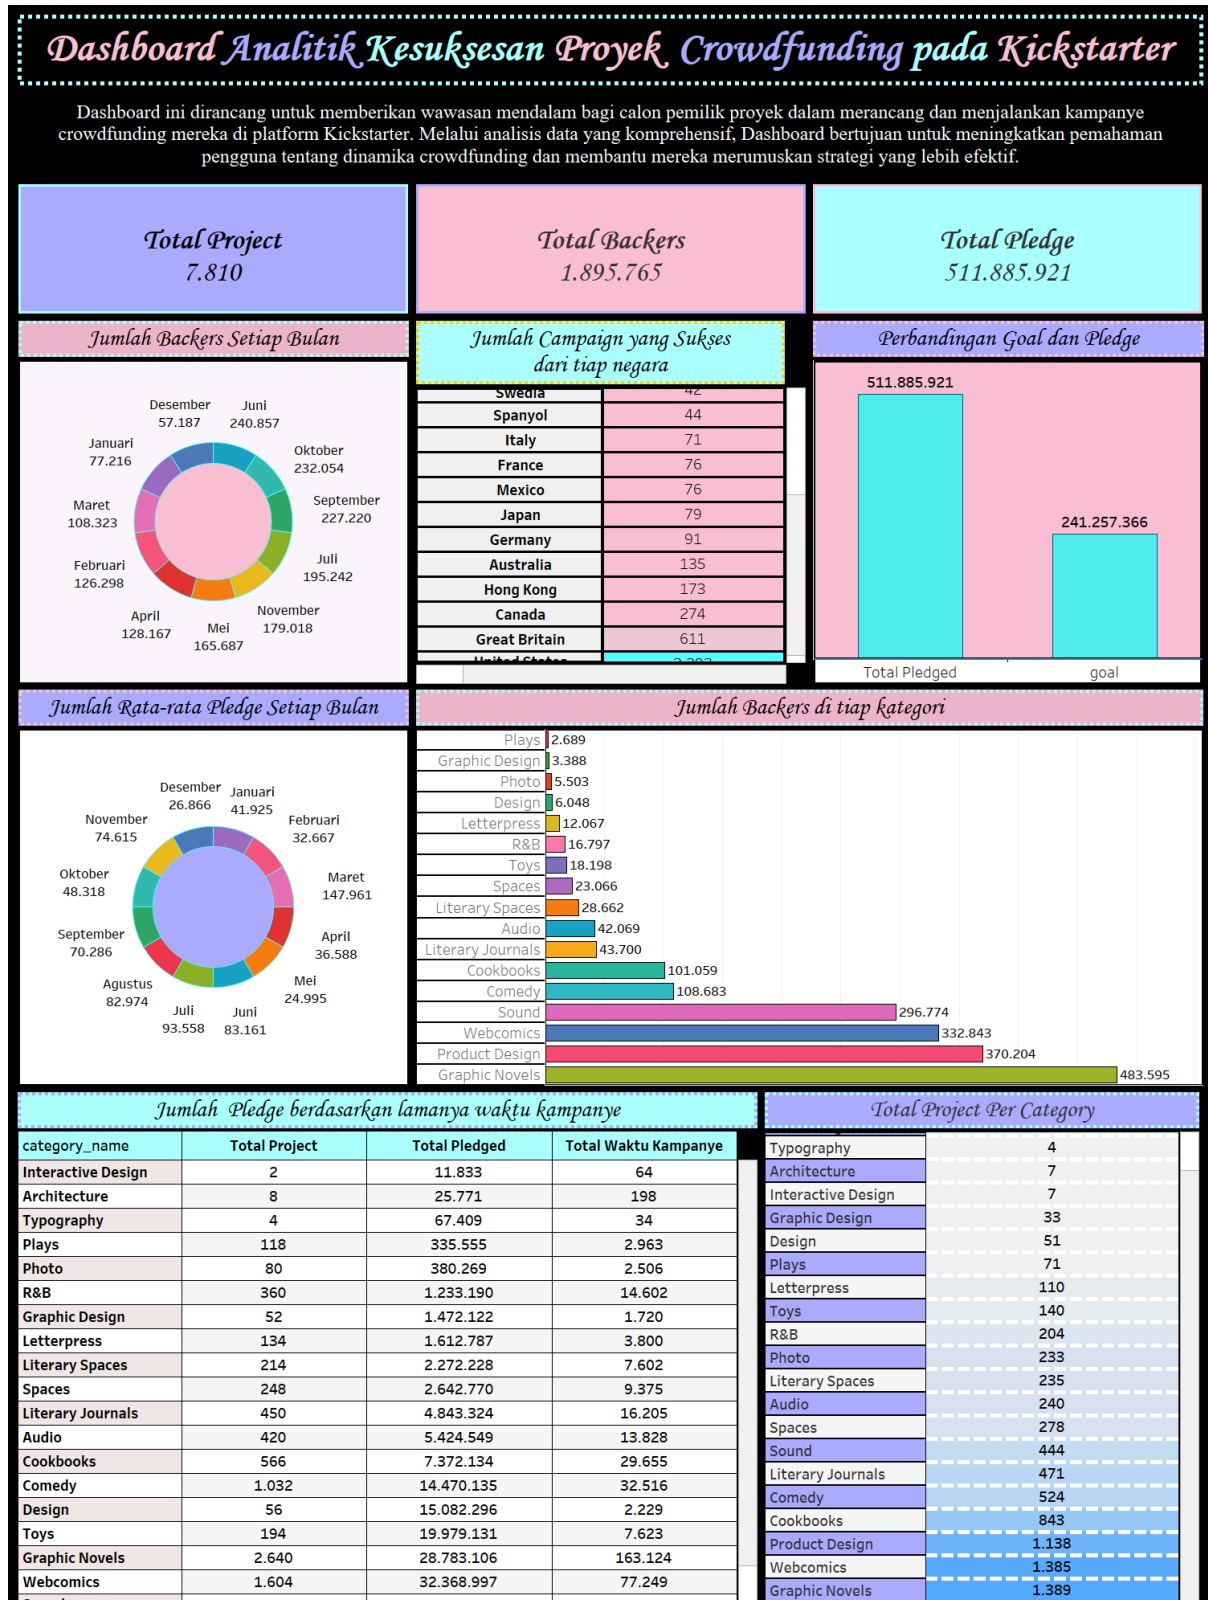 Dashboard Analitik Kesuksesan Proyek Crowdfunding pada Kickstarter
Dashboard ini dirancang untuk memberikan wawasan mendalam bagi calon pemilik proyek dalam merancang dan menjalankan kampanye
crowdfunding mereka di platform Kickstarter. Melalui analisis data yang komprehensif, Dashboard bertujuan untuk meningkatkan pemahaman
pengguna tentang dinamika crowdfunding dan membantu mereka merumuskan strategi yang lebih efektif.
Total Project
7.810
Total Backers
1.895.765
Total Pledge
511.885.921
Jumlah Backers Setiap Bulan
Desember
57.187
Juni
240.857
Oktober
232.054
September
227.220
Juli
195.242
November
179.018
Mei
165.687
April
128.167
Februari
126.298
Maret
108.323
Januari
77.216
Jumlah Campaign yang Sukses
dari tiap negara
Swedia 42
Spanyol 44
Italy 71
France 76
Mexico 76
Japan 79
Germany 91
Australia 135
Hong Kong 173
Canada 274
Great Britain 611
United States
Perbandingan Goal dan Pledge
511.885.921
241.257.366
Total Pledged
goal
Jumlah Rata-rata Pledge Setiap Bulan
Desember
26.866
Januari
41.925
Februari
32.667
Maret
147.961
April
36.588
Mei
24.995
Juni
83.161
Juli
93.558
Agustus
82.974
September
70.286
Oktober
48.318
November
74.615
Jumlah Backers di tiap kategori
Plays 2.689
Graphic Design 3.388
Photo 5.503
Design 6.048
Letterpress 12.067
R&B 16.797
Toys 18.198
Spaces 23.066
Literary Spaces 28.662
Audio 42.069
Literary Journals 43.700
Cookbooks 101.059
Comedy 108.683
Sound 296.774
Webcomics 332.843
Product Design 370.204
Graphic Novels 483.595
Jumlah Pledge berdasarkan lamanya waktu kampanye
category_name Total Project Total Pledged Total Waktu Kampanye
Interactive Design 2 11.833 64
Architecture 8 25.771 198
Typography 4 67.409 34
Plays 118 335.555 2.963
Photo 80 380.269 2.506
R&B 360 1.233.190 14.602
Graphic Design 52 1.472.122 1.720
Letterpress 134 1.612.787 3.800
Literary Spaces 214 2.272.228 7.602
Spaces 248 2.642.770 9.375
Literary Journals 450 4.843.324 16.205
Audio 420 5.424.549 13.828
Cookbooks 566 7.372.134 29.655
Comedy 1.032 14.470.135 32.516
Design 56 15.082.296 2.229
Toys 194 19.979.131 7.623
Graphic Novels 2.640 28.783.106 163.124
Webcomics 1.604 32.368.997 77.249
Total Project Per Category
Typography 4
Architecture 7
Interactive Design 7
Graphic Design 33
Design 51
Plays 71
Letterpress 110
Toys 140
R&B 204
Photo 233
Literary Spaces 235
Audio 240
Spaces 278
Sound 444
Literary Journals 471
Comedy 524
Cookbooks 843
Product Design 1.138
Webcomics 1.385
Graphic Novels 1.389